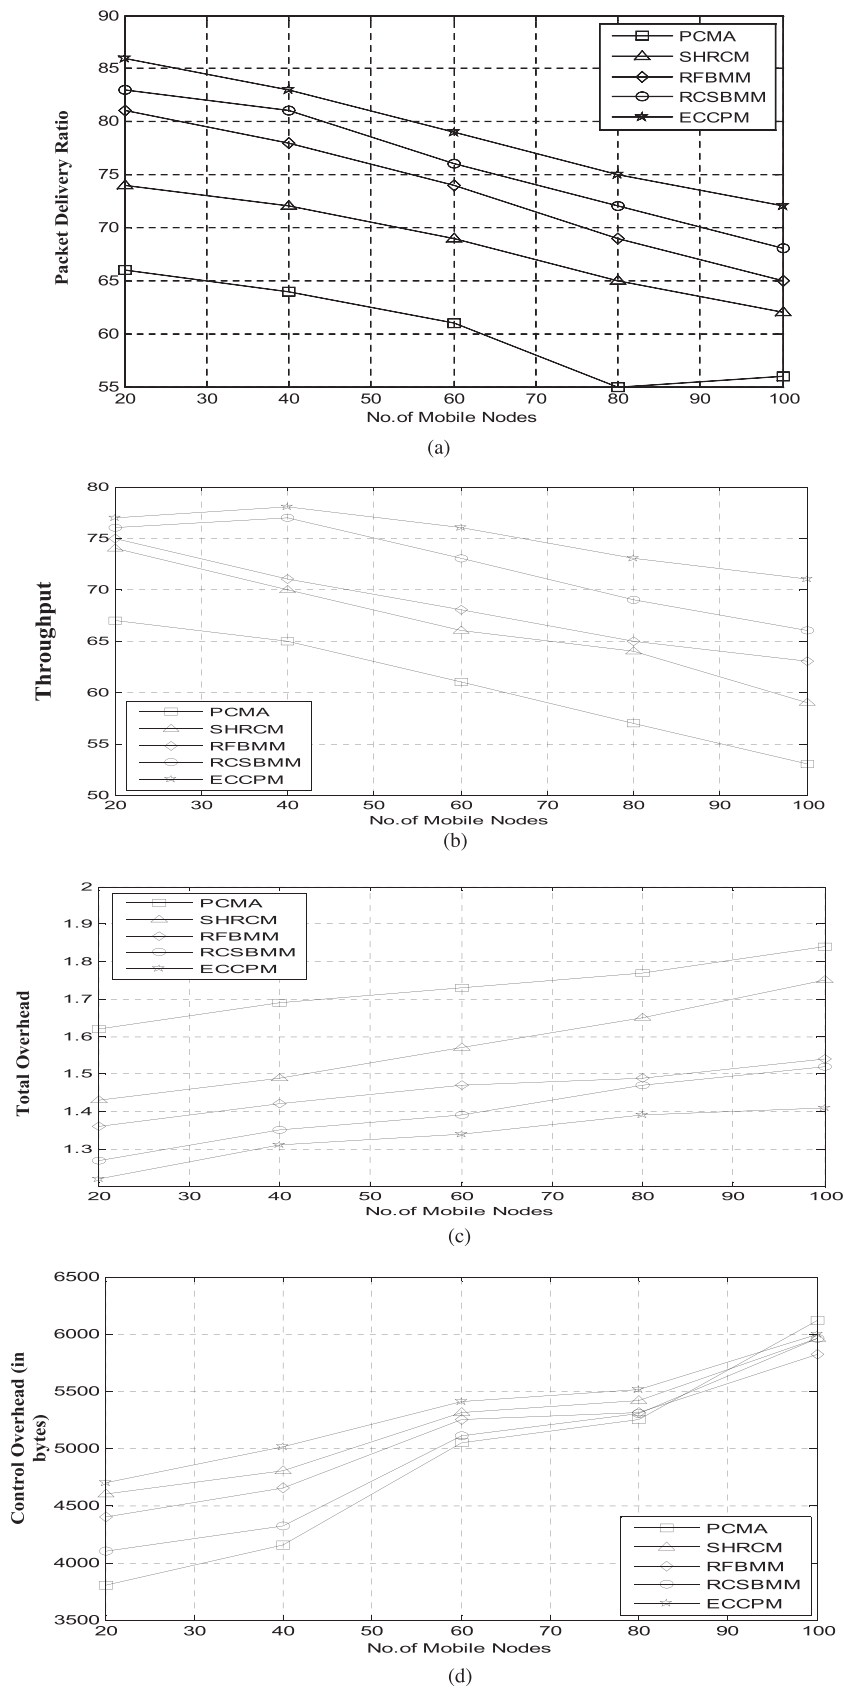 90
85
80
75
70
65
60
55
Packet Delivery Ratio
PCMA
SHRCM
RFBMM
RCSBMM
ECCPM
20 30 40 50 60 70 80 90 100
No.of Mobile Nodes
(a)
80
75
70
65
60
55
50
Throughput
PCMA
SHRCM
RFBMM
RCSBMM
ECCPM
20 30 40 50 60 70 80 90 100
No.of Mobile Nodes
(b)
2
1.9
1.8
1.7
1.6
1.5
1.4
1.3
Total Overhead
PCMA
SHRCM
RFBMM
RCSBMM
ECCPM
20 30 40 50 60 70 80 90 100
No.of Mobile Nodes
(c)
6500
6000
5500
5000
4500
4000
3500
Control Overhead (in
bytes)
PCMA
SHRCM
RFBMM
RCSBMM
ECCPM
20 30 40 50 60 70 80 90 100
No.of Mobile Nodes
(d)